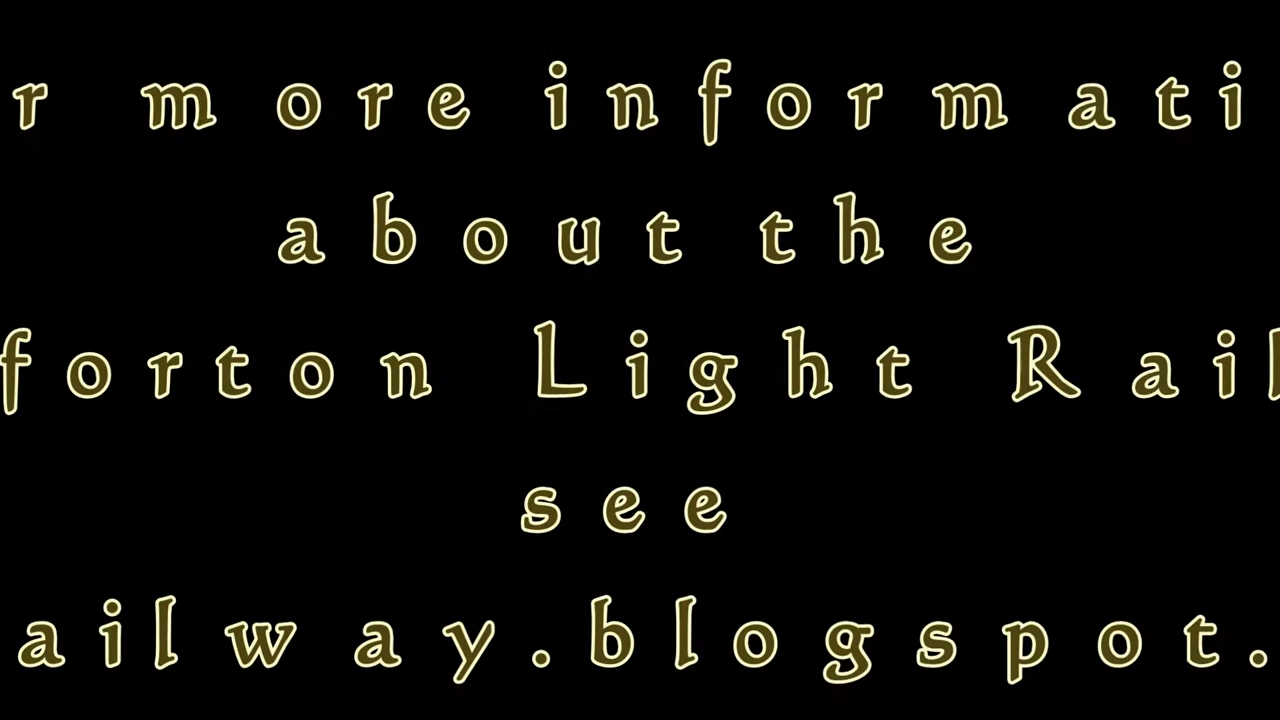 r more informati
about the
forton Light Rail
see
ailway.blogspot.